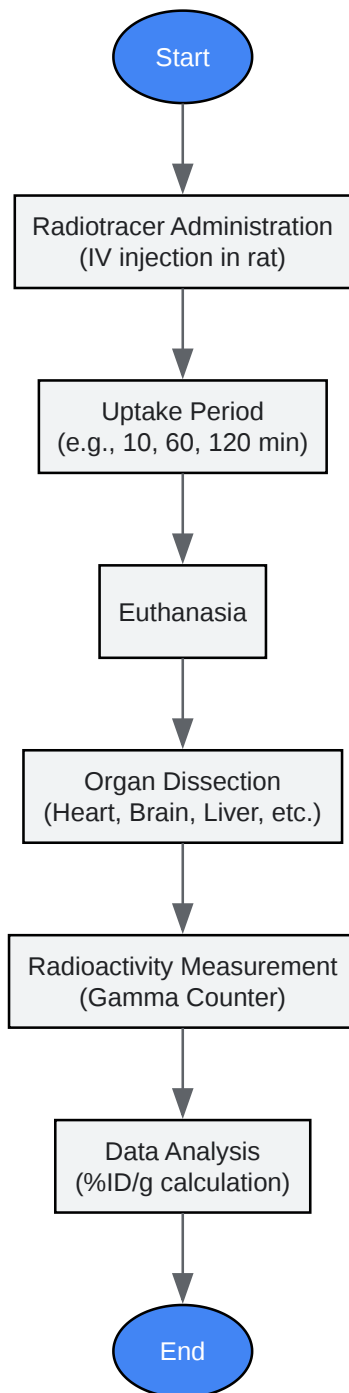 Start
Radiotracer Administration
(IV injection in rat)
Uptake Period
(e.g., 10, 60, 120 min)
Euthanasia
Organ Dissection
(Heart, Brain, Liver, etc.)
Radioactivity Measurement
(Gamma Counter)
Data Analysis
(%ID/g calculation)
End